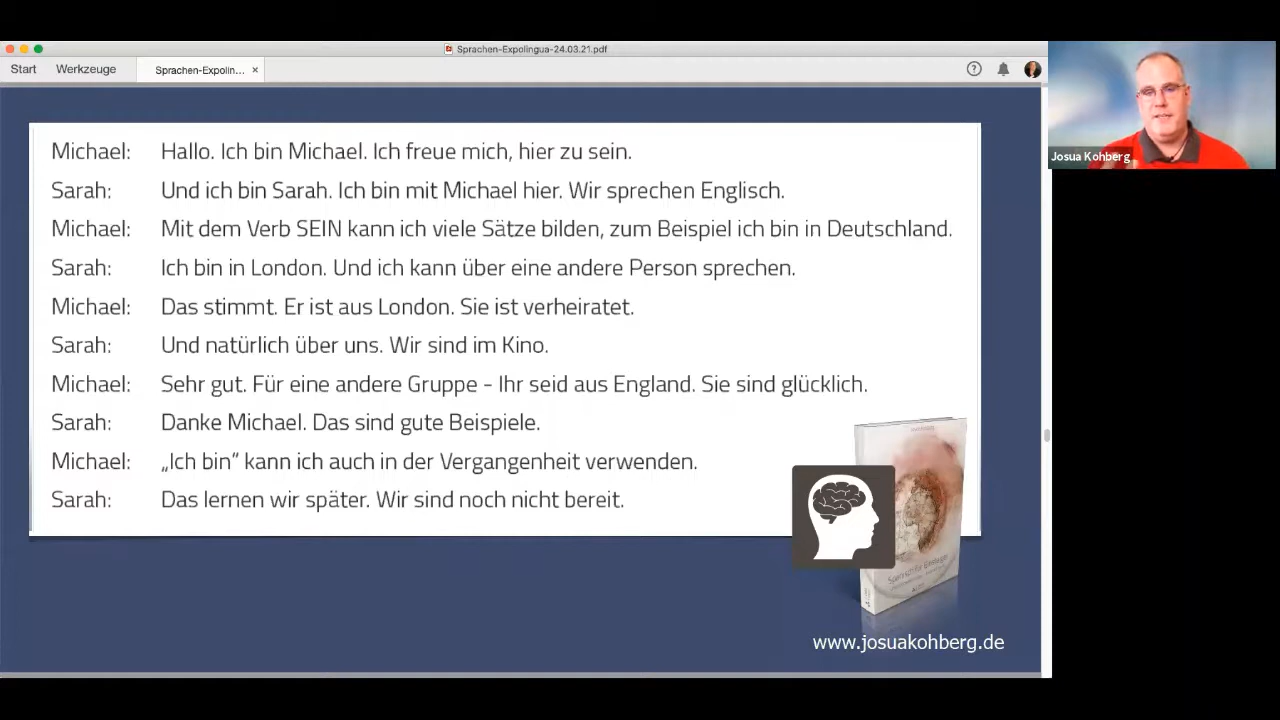 Sprachen-Expolingua-24.03.21.pdf
Start Werkzeuge Sprachen-Expolin... ×
Josua Kohberg
Michael: Hallo. Ich bin Michael. Ich freue mich, hier zu sein.
Sarah: Und ich bin Sarah. Ich bin mit Michael hier. Wir sprechen Englisch.
Michael: Mit dem Verb SEIN kann ich viele Sätze bilden, zum Beispiel ich bin in Deutschland.
Sarah: Ich bin in London. Und ich kann über eine andere Person sprechen.
Michael: Das stimmt. Er ist aus London. Sie ist verheiratet.
Sarah: Und natürlich über uns. Wir sind im Kino.
Michael: Sehr gut. Für eine andere Gruppe - Ihr seid aus England. Sie sind glücklich.
Sarah: Danke Michael. Das sind gute Beispiele.
Michael: „Ich bin“ kann ich auch in der Vergangenheit verwenden.
Sarah: Das lernen wir später. Wir sind noch nicht bereit.
www.josuakohberg.de